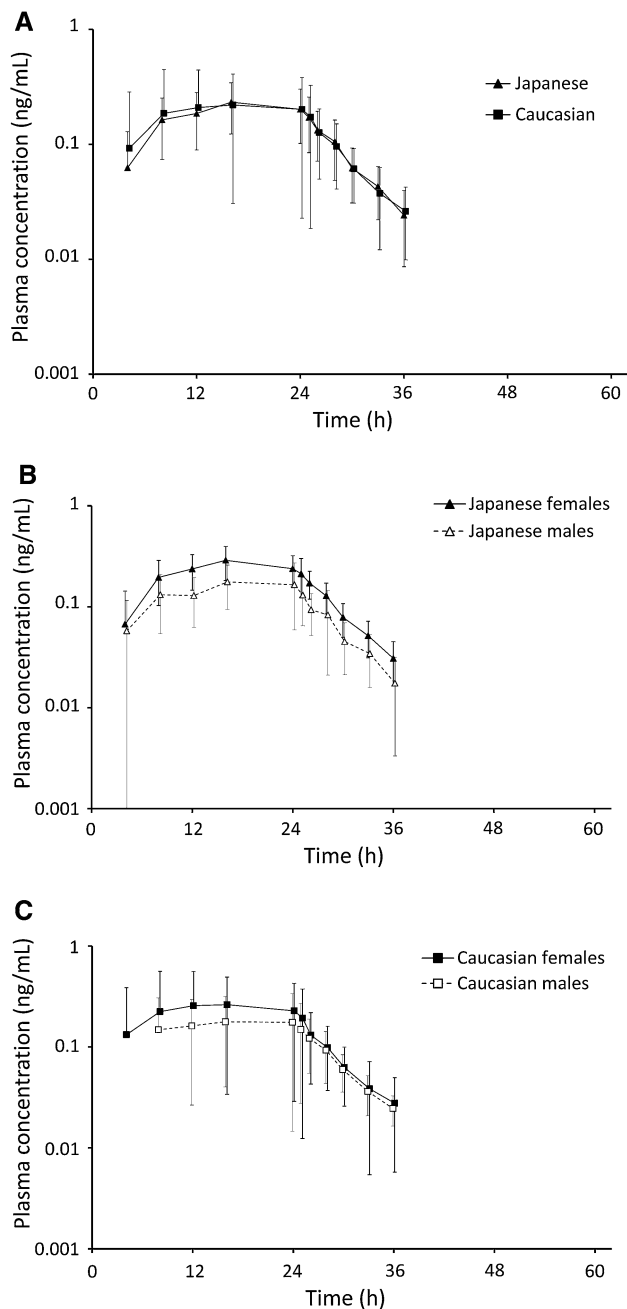 A
Plasma concentration (ng/mL)
1
0.1
0.01
0.001
0 12 24 36 48 60
Time (h)
Japanese
Caucasian
B
Plasma concentration (ng/mL)
1
0.1
0.01
0.001
0 12 24 36 48 60
Time (h)
Japanese females
Japanese males
C
Plasma concentration (ng/mL)
1
0.1
0.01
0.001
0 12 24 36 48 60
Time (h)
Caucasian females
Caucasian males